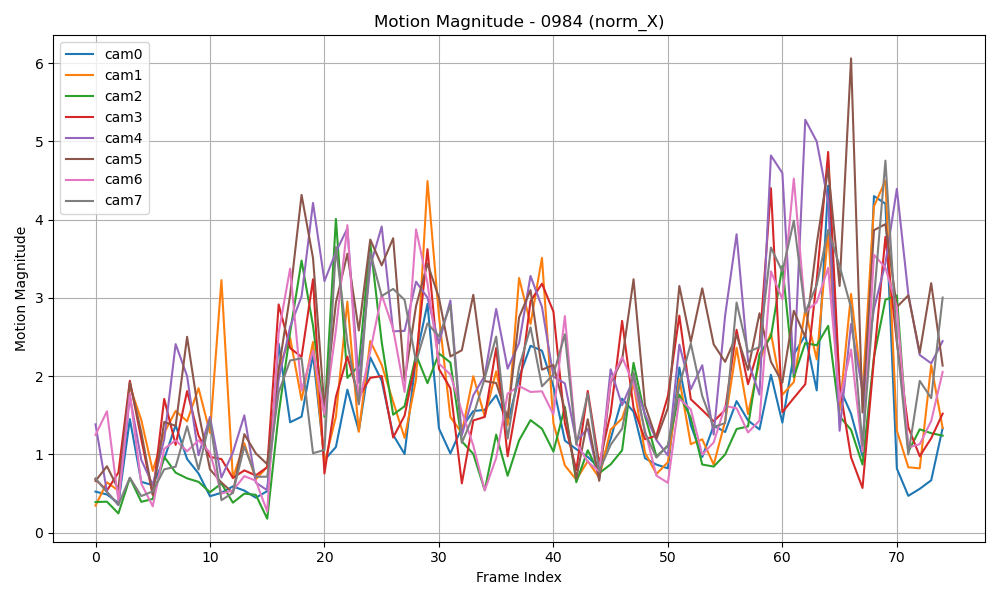 Motion Magnitude - 0984 (norm_X)
cam0
cam1
cam2
cam3
cam4
cam5
cam6
cam7
Motion Magnitude
6
5
4
3
2
1
0
0 10 20 30 40 50 60 70
Frame Index